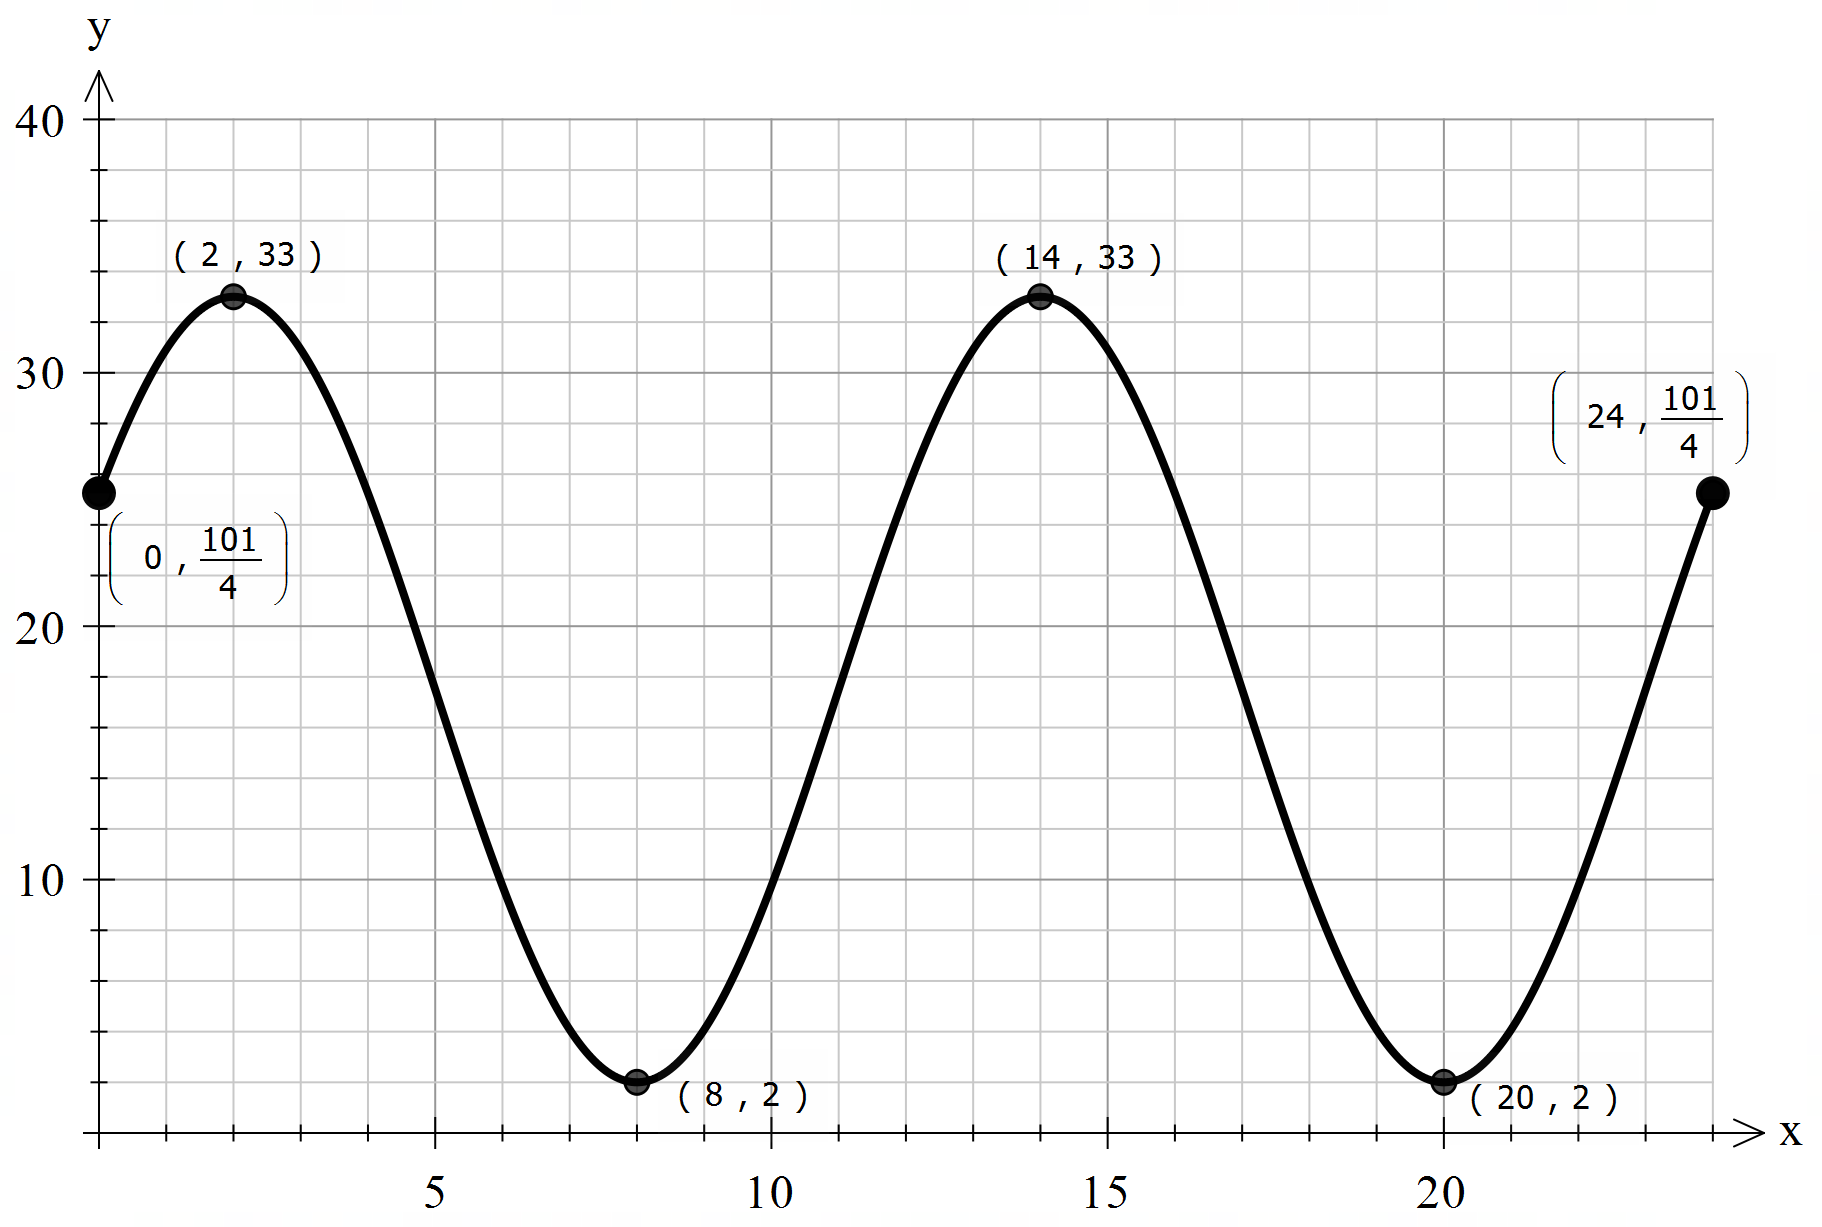 y
40
( 2 , 33 )
( 14 , 33 )
30
( 24 , 101/4 )
( 0 , 101/4 )
20
10
( 8 , 2 )
( 20 , 2 )
x
5 10 15 20